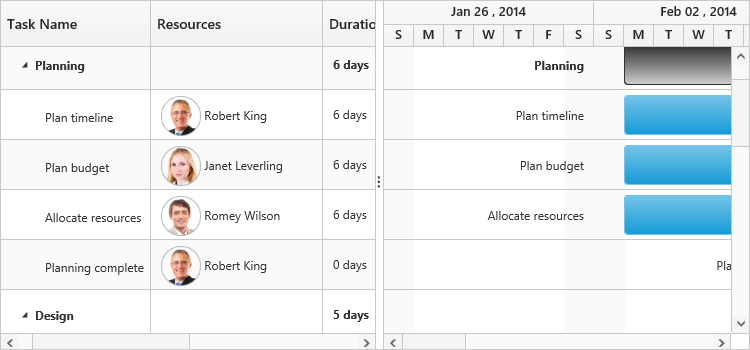 Task Name Resources Duratio
Jan 26 , 2014 Feb 02 , 2014
S M T W T F S S M T W T
Planning 6 days Planning
Plan timeline Robert King 6 days Plan timeline
Plan budget Janet Leverling 6 days Plan budget
Allocate resources Romey Wilson 6 days Allocate resources
Planning complete Robert King 0 days Pla
Design 5 days